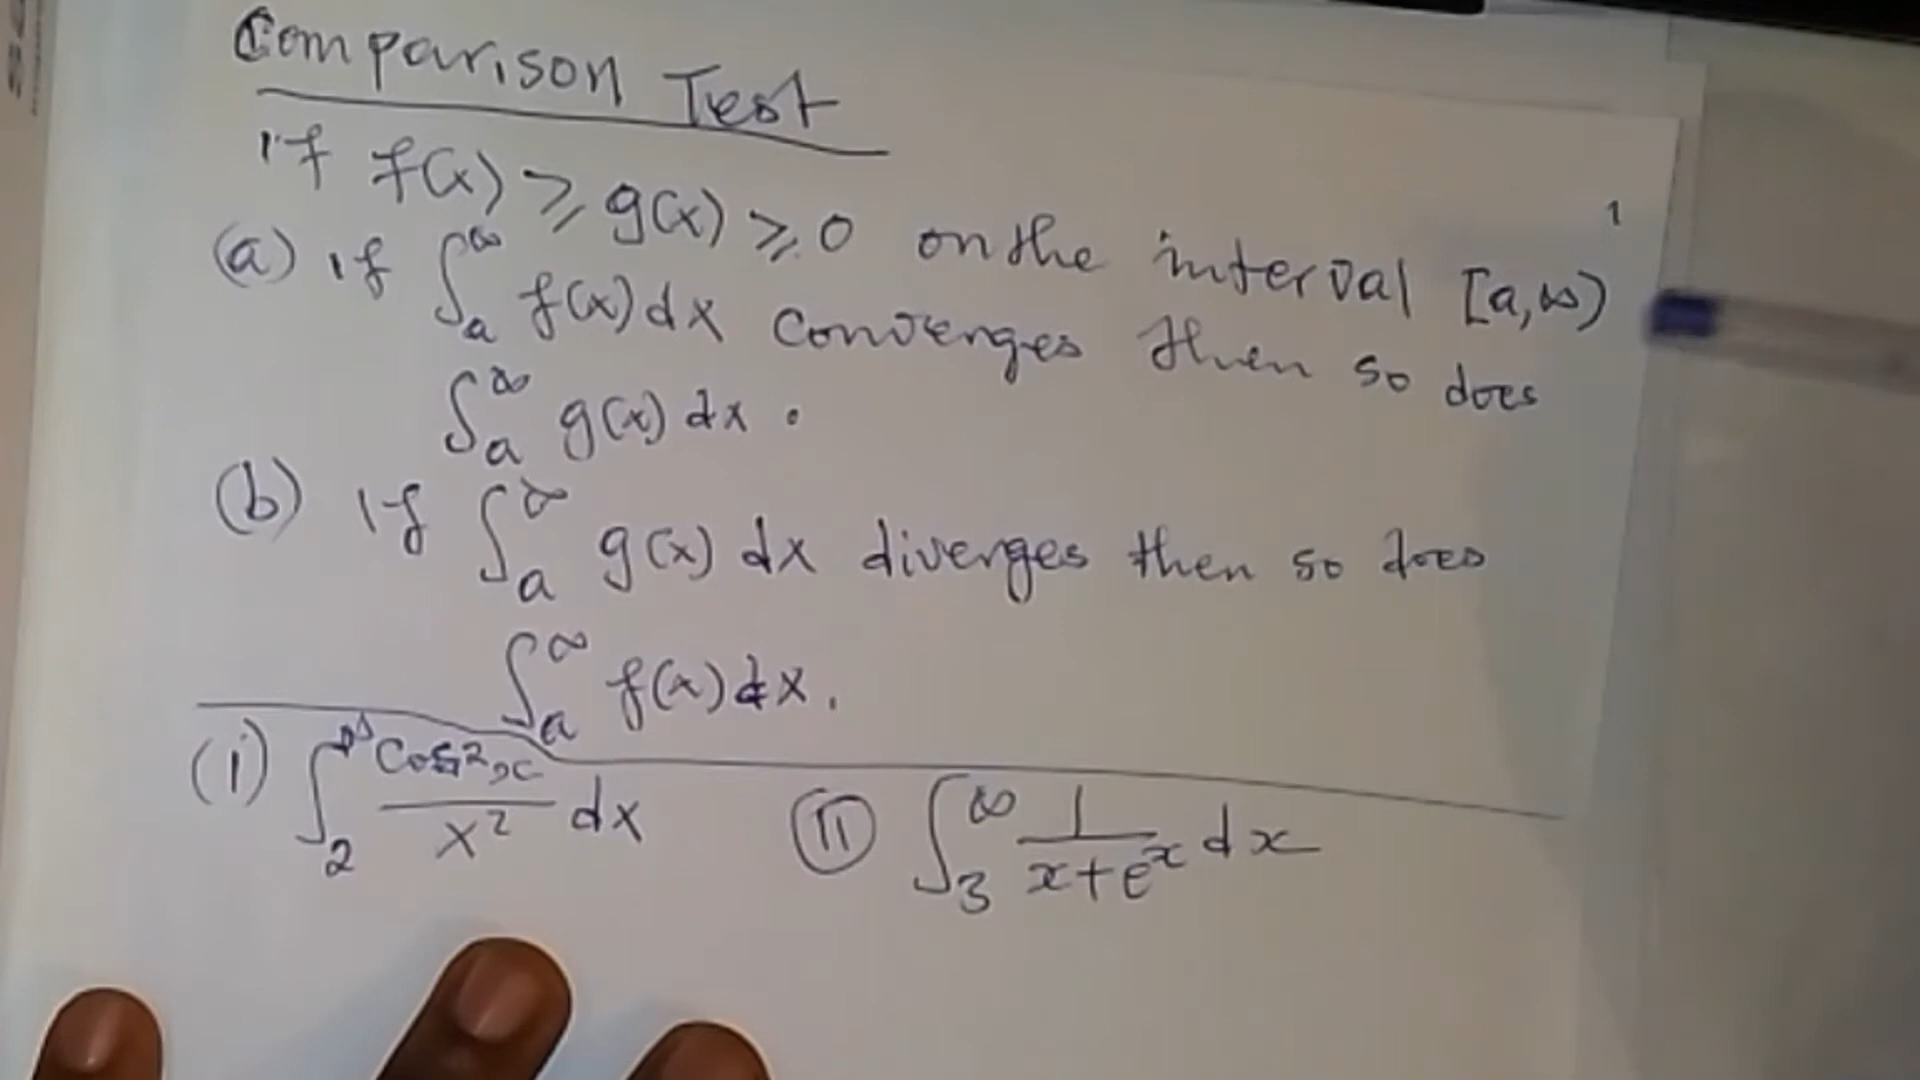 Comparison Test
if f(x) ⩾ g(x) ⩾ 0 on the interval [a,∞)
(a) if ∫_a^∞ f(x)dx converges then so does
∫_a^∞ g(x)dx.
(b) if ∫_a^∞ g(x) dx diverges then so does
∫_a^∞ f(x)dx.
(i) ∫_2^∞ Cos²x/x² dx (II) ∫_3^∞ 1/(x+e^x) dx